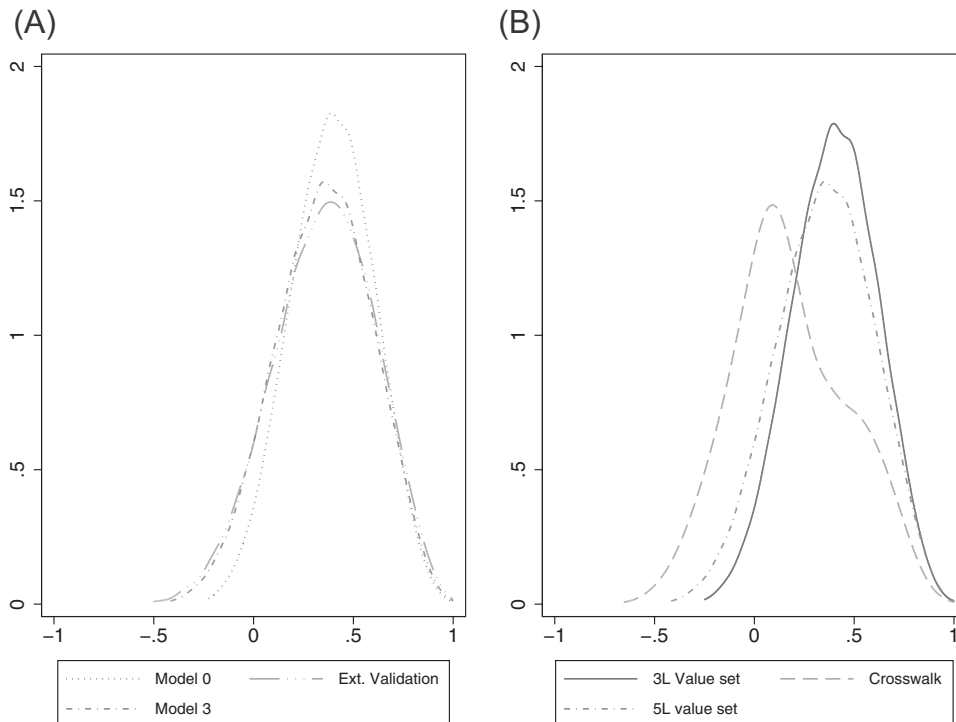 (A)
(B)
2
1.5
1
.5
0
-1
-.5
0
.5
1
Model 0
Ext. Validation
Model 3
2
1.5
1
.5
0
-1
-.5
0
.5
1
3L Value set
Crosswalk
5L value set